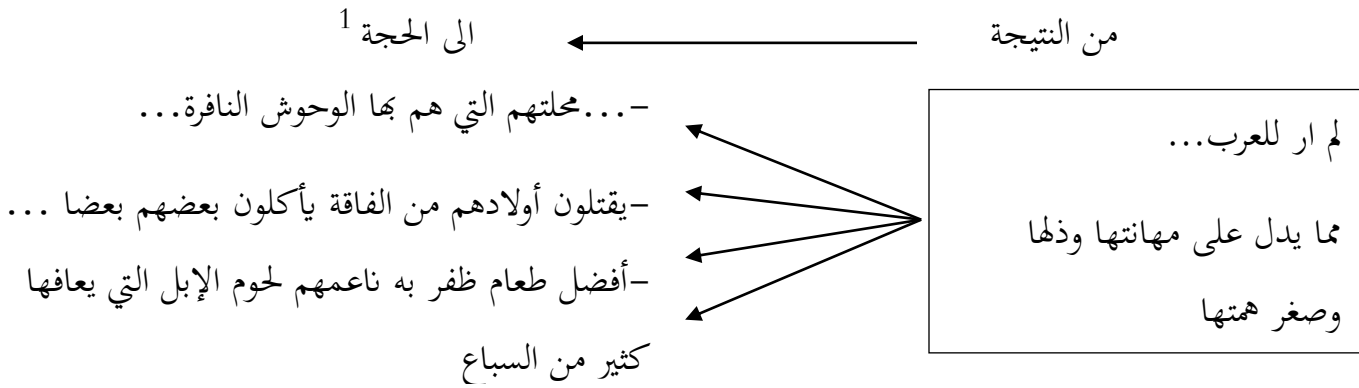 من النتيجة الى الحجة 1
لم ار للعرب...
مما يدل على مهانتها وذلها
وصغر همتها
-...محلتهم التي هم بها الوحوش النافرة...
-يقتلون أولادهم من الفاقة يأكلون بعضهم بعضا ...
-أفضل طعام ظفر به ناعمهم لحوم الإبل التي يعافها
كثير من السباع